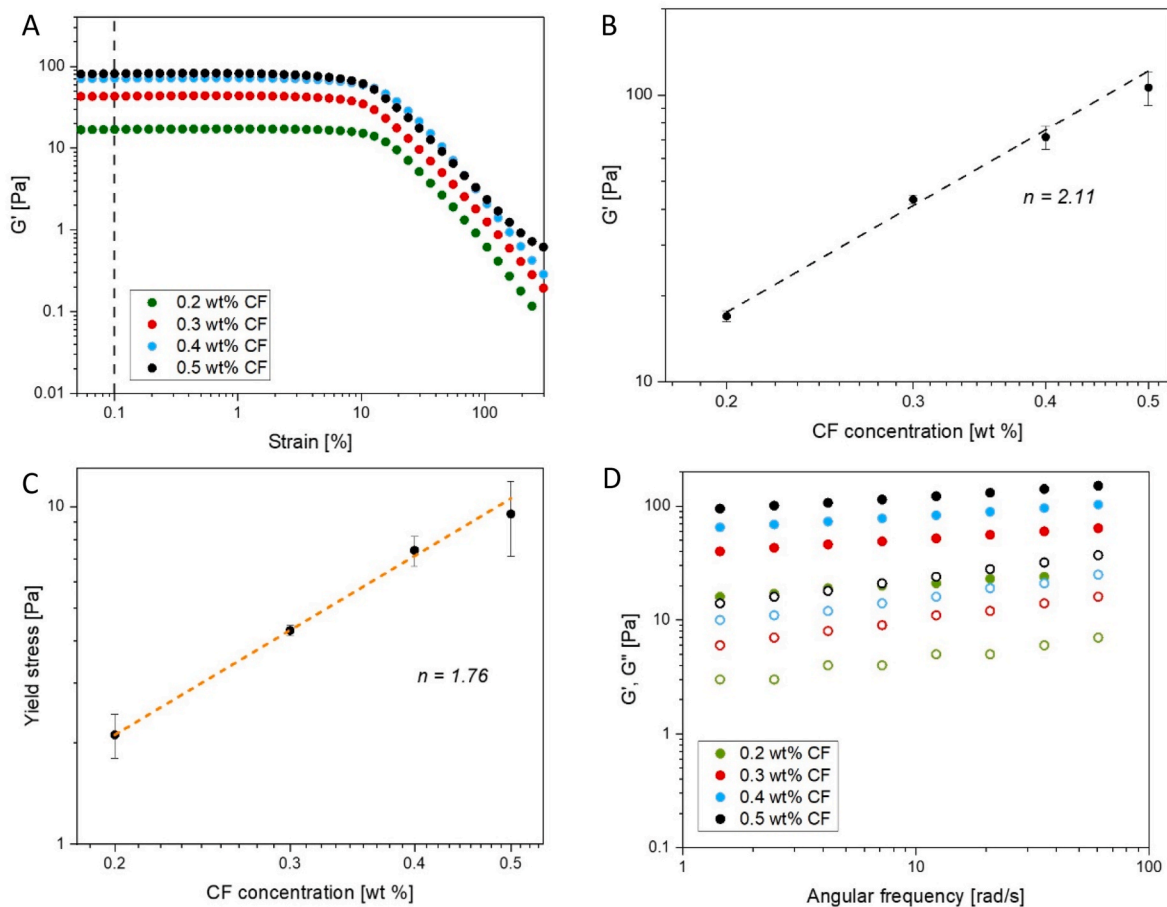 A
G' [Pa]
100
10
1
0.1
0.01
0.2 wt% CF
0.3 wt% CF
0.4 wt% CF
0.5 wt% CF
0.1
1
10
100
Strain [%]
B
G' [Pa]
100
10
n = 2.11
0.2
0.3
0.4
0.5
CF concentration [wt %]
C
Yield stress [Pa]
10
1
n = 1.76
0.2
0.3
0.4
0.5
CF concentration [wt %]
D
G', G" [Pa]
100
10
1
0.1
0.2 wt% CF
0.3 wt% CF
0.4 wt% CF
0.5 wt% CF
1
10
100
Angular frequency [rad/s]